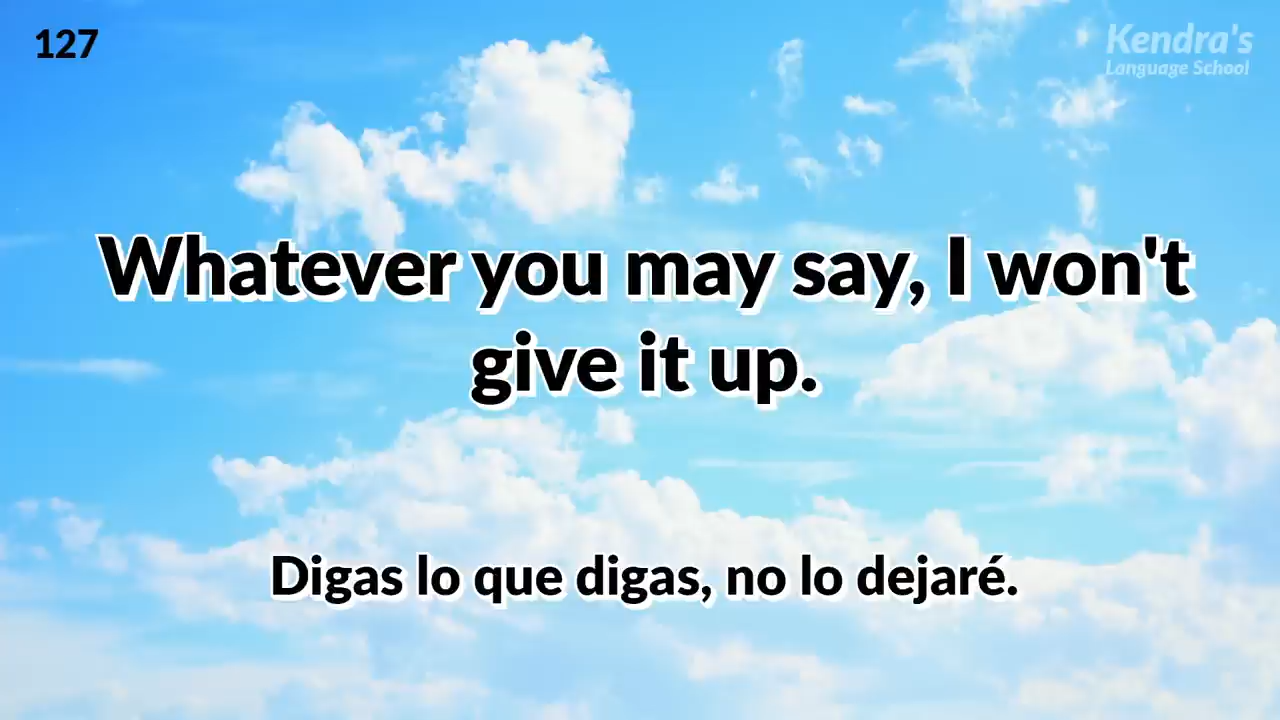 127
Kendra's
Language School
Whatever you may say, I won't
give it up.
Digas lo que digas, no lo dejaré.